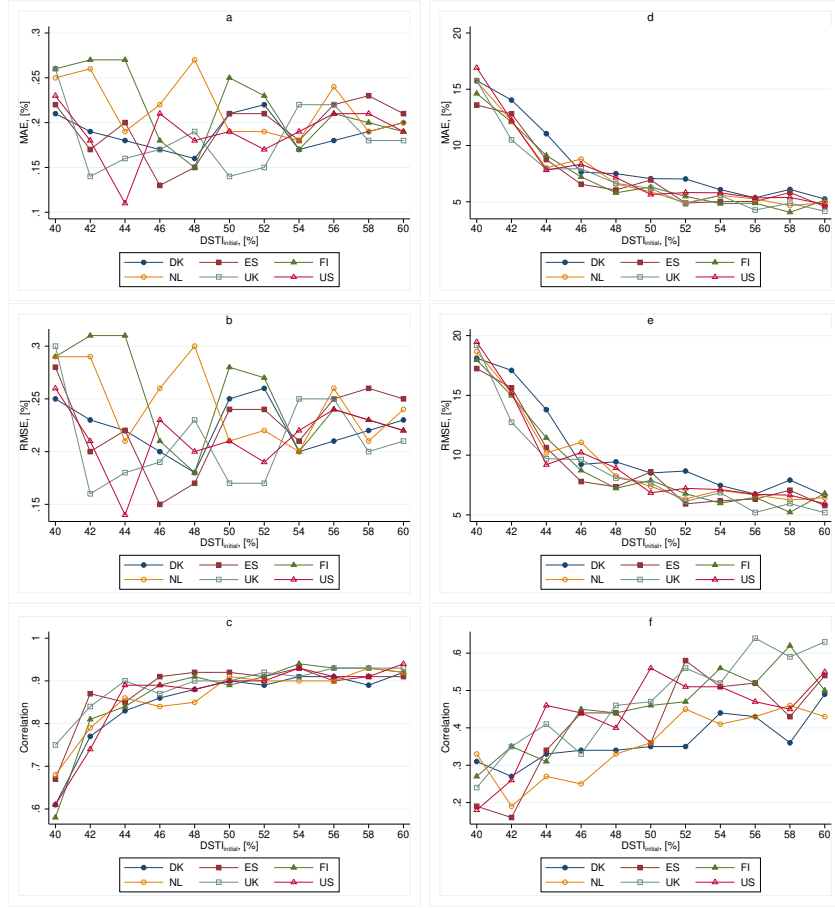 a
.3
.25
.2
.15
.1
MAE, [%]
40 42 44 46 48 50 52 54 56 58 60
DSTIinitial, [%]
DK ES FI
NL UK US
d
20
15
10
5
MAE, [%]
40 42 44 46 48 50 52 54 56 58 60
DSTIinitial, [%]
DK ES FI
NL UK US
b
.3
.25
.2
.15
RMSE, [%]
40 42 44 46 48 50 52 54 56 58 60
DSTIinitial, [%]
DK ES FI
NL UK US
e
20
15
10
5
RMSE, [%]
40 42 44 46 48 50 52 54 56 58 60
DSTIinitial, [%]
DK ES FI
NL UK US
c
1
.9
.8
.7
.6
Correlation
40 42 44 46 48 50 52 54 56 58 60
DSTIinitial, [%]
DK ES FI
NL UK US
f
.6
.5
.4
.3
.2
Correlation
40 42 44 46 48 50 52 54 56 58 60
DSTIinitial, [%]
DK ES FI
NL UK US